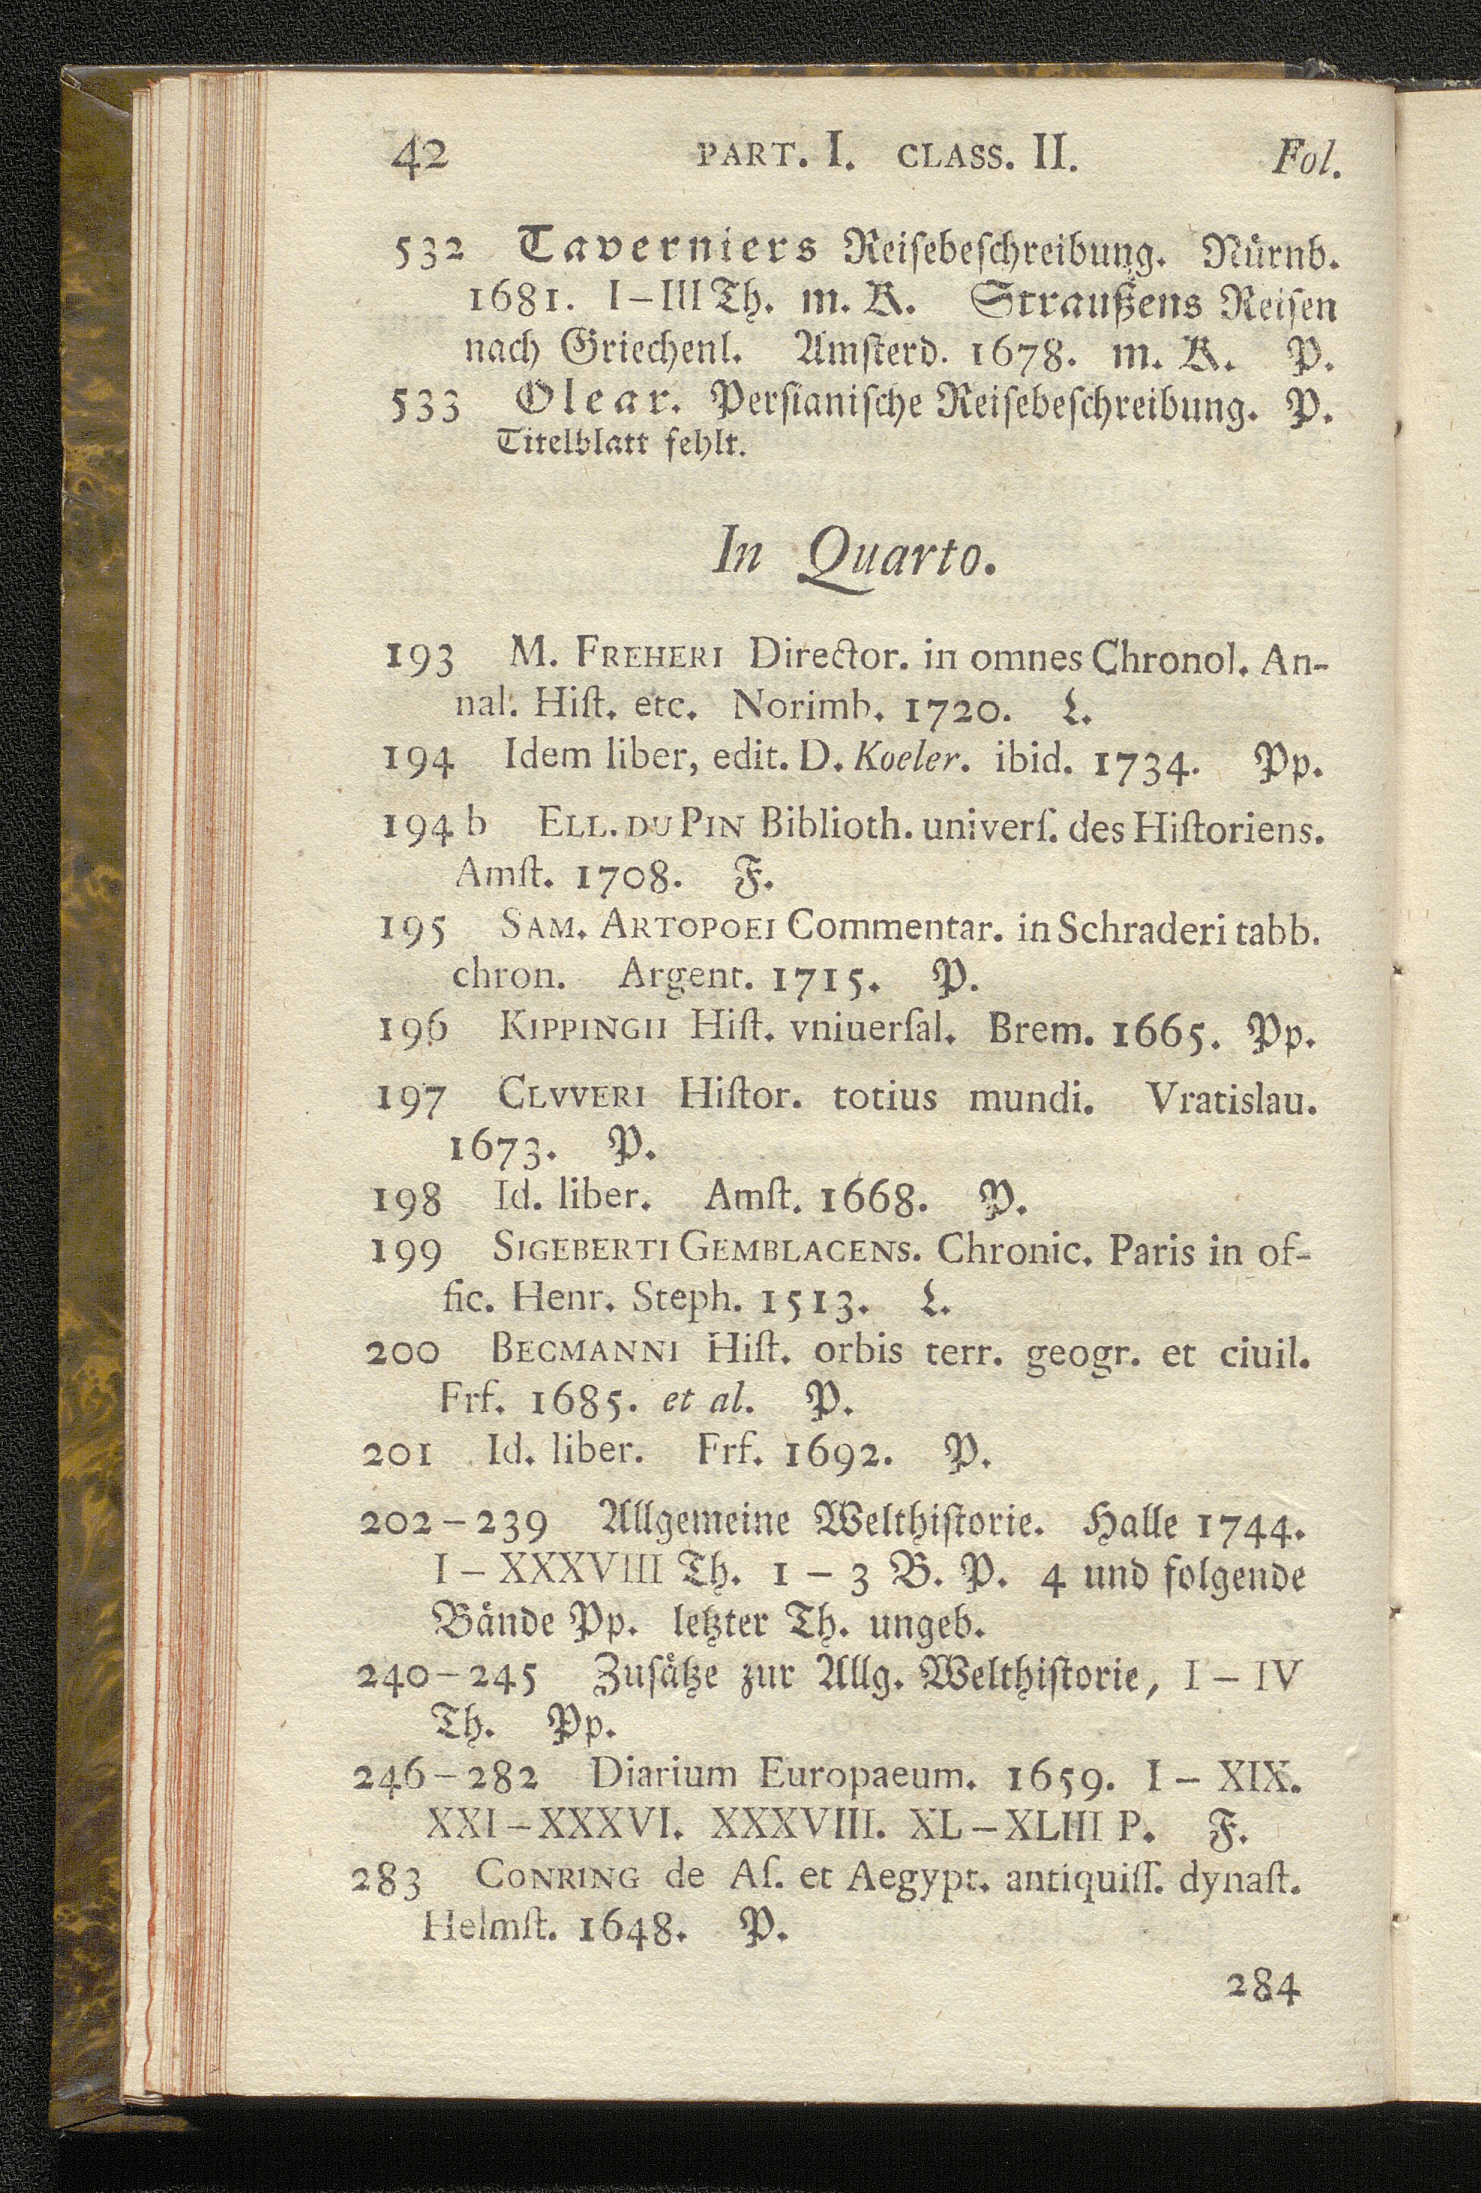 42 PART. I. CLASS. II. Fol.
532 Taverniers Reiſebeſchreibung. Nürnb.
1681. I–III Th. m. K. Straußens Reiſen
nach Griechenl. Amſterd. 1678. m. K. P.
533 Olear. Perſianiſche Reiſebeſchreibung. P.
Titelblatt fehlt.
In Quarto.
193 M. FREHERI Director. in omnes Chronol. An-
nal. Hiſt. etc. Norimb. 1720. L.
194 Idem liber, edit. D. Koeler. ibid. 1734. Pp.
194 b ELL. DU PIN Biblioth. univerſ. des Hiſtoriens.
Amſt. 1708. F.
195 SAM. ARTOPOEI Commentar. in Schraderi tabb.
chron. Argent. 1715. P.
196 KIPPINGII Hiſt. vniuerſal. Brem. 1665. Pp.
197 CLVVERI Hiſtor. totius mundi. Vratislau.
1673. P.
198 Id. liber. Amſt. 1668. P.
199 SIGEBERTI GEMBLACENS. Chronic. Paris in of-
fic. Henr. Steph. 1513. L.
200 BECMANNI Hiſt. orbis terr. geogr. et ciuil.
Frf. 1685. et al. P.
201 Id. liber. Frf. 1692. P.
202–239 Allgemeine Welthiſtorie. Halle 1744.
I–XXXVIII Th. 1–3 B. P. 4 und folgende
Bände Pp. letzter Th. ungeb.
240–245 Zuſätze zur Allg. Welthiſtorie, I–IV
Th. Pp.
246–282 Diarium Europaeum. 1659. I–XIX.
XXI–XXXVI. XXXVIII. XL–XLIII P. F.
283 CONRING de Aſ. et Aegypt. antiquiſſ. dynaſt.
Helmſt. 1648. P.
284